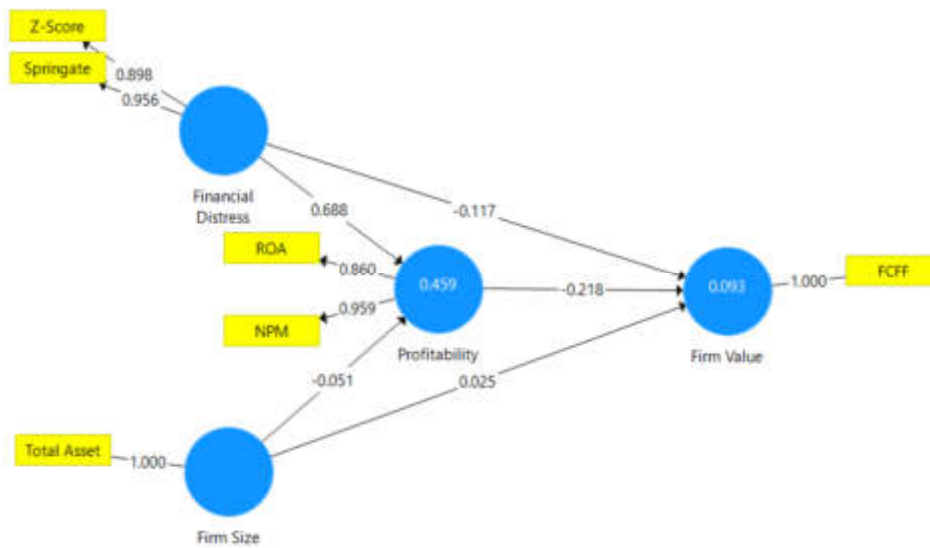 Z-Score
0.898
Springate
0.956
Financial
Distress
0.688
-0.117
ROA
0.860
0.459
NPM
0.959
Profitability
-0.218
0.093
1.000
FCFF
Firm Value
-0.051
0.025
Total Asset
1.000
Firm Size